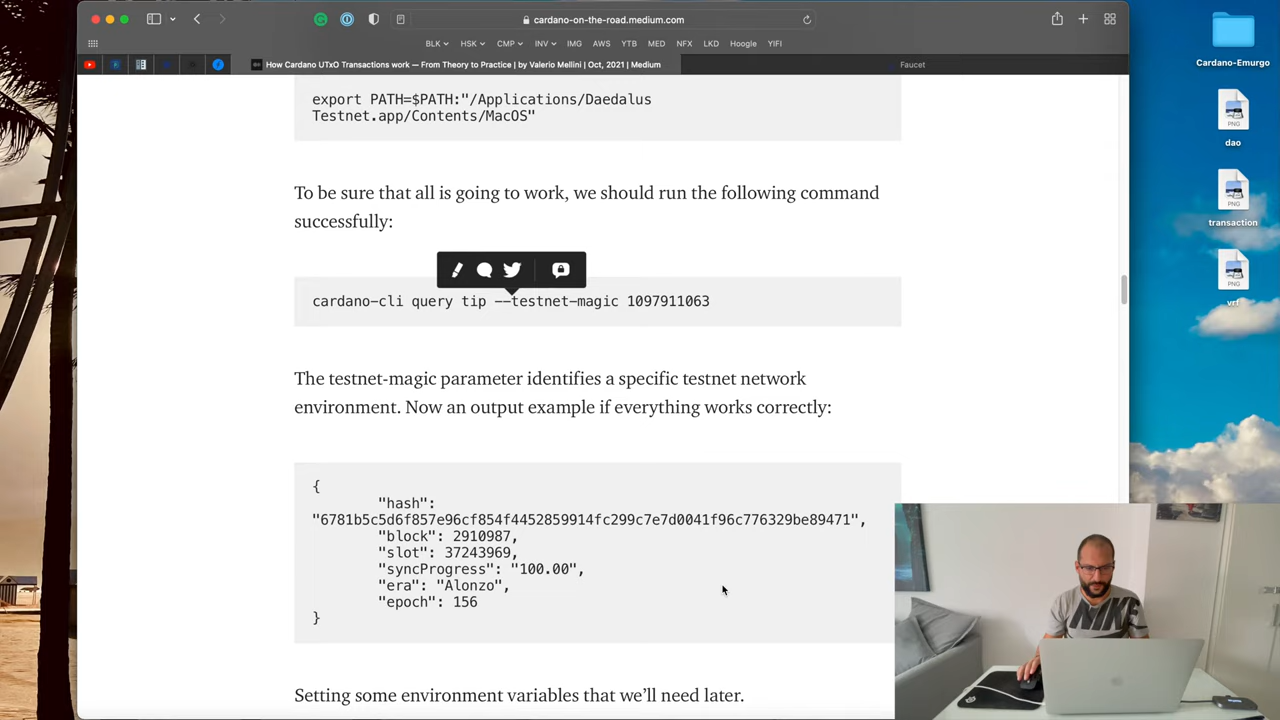 cardano-on-the-road.medium.com
BLK HSK CMP INV IMG AWS YTB MED NFX LKD Hoogle YIFI
How Cardano UTxO Transactions work — From Theory to Practice | by Valerio Mellini | Oct, 2021 | Medium
Faucet
export PATH=$PATH:"/Applications/Daedalus
Testnet.app/Contents/MacOS"
To be sure that all is going to work, we should run the following command
successfully:
cardano-cli query tip --testnet-magic 1097911063
The testnet-magic parameter identifies a specific testnet network
environment. Now an output example if everything works correctly:
{
"hash":
"6781b5c5d6f857e96cf854f4452859914fc299c7e7d0041f96c776329be89471",
"block": 2910987,
"slot": 37243969,
"syncProgress": "100.00",
"era": "Alonzo",
"epoch": 156
}
Setting some environment variables that we'll need later.
Cardano-Emurgo
PNG
dao
PNG
transaction
PNG
vrf
NIKE